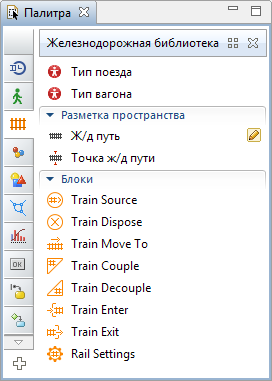 Палитра
Железнодорожная библиотека
Тип поезда
Тип вагона
Разметка пространства
Ж/д путь
Точка ж/д пути
Блоки
Train Source
Train Dispose
Train Move To
Train Couple
Train Decouple
Train Enter
Train Exit
Rail Settings
OK